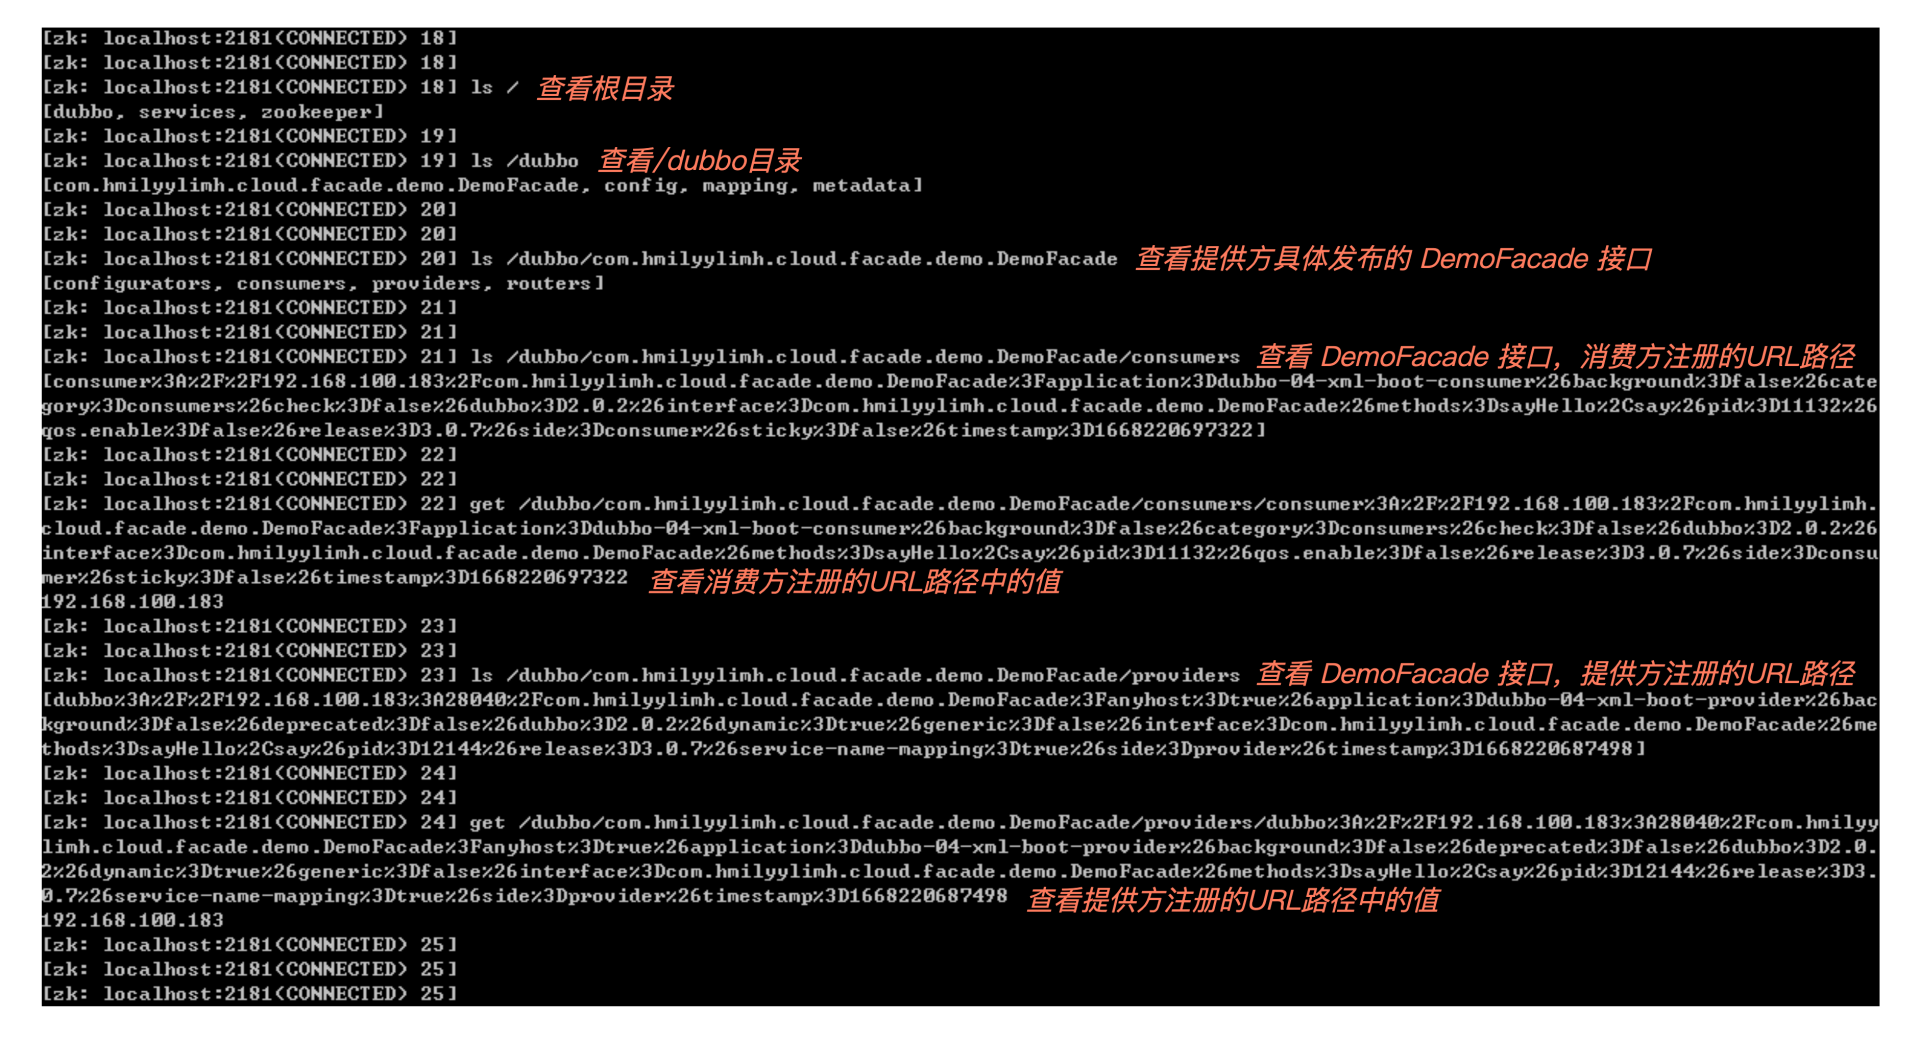 [zk: localhost:2181(CONNECTED) 18]
[zk: localhost:2181(CONNECTED) 18]
[zk: localhost:2181(CONNECTED) 18] ls / 查看根目录
[dubbo, services, zookeeper]
[zk: localhost:2181(CONNECTED) 19]
[zk: localhost:2181(CONNECTED) 19] ls /dubbo 查看/dubbo目录
[com.hmilyylimh.cloud.facade.demo.DemoFacade, config, mapping, metadata]
[zk: localhost:2181(CONNECTED) 20]
[zk: localhost:2181(CONNECTED) 20]
[zk: localhost:2181(CONNECTED) 20] ls /dubbo/com.hmilyylimh.cloud.facade.demo.DemoFacade 查看提供方具体发布的 DemoFacade 接口
[configurators, consumers, providers, routers]
[zk: localhost:2181(CONNECTED) 21]
[zk: localhost:2181(CONNECTED) 21]
[zk: localhost:2181(CONNECTED) 21] ls /dubbo/com.hmilyylimh.cloud.facade.demo.DemoFacade/consumers 查看 DemoFacade 接口，消费方注册的URL路径
[consumer%3A%2F%2F192.168.100.183%2Fcom.hmilyylimh.cloud.facade.demo.DemoFacade%3Fapplication%3Ddubbo-04-xml-boot-consumer%26background%3Dfalse%26cate
gory%3Dconsumers%26check%3Dfalse%26dubbo%3D2.0.2%26interface%3Dcom.hmilyylimh.cloud.facade.demo.DemoFacade%26methods%3DsayHello%2Csay%26pid%3D11132%26
qos.enable%3Dfalse%26release%3D3.0.7%26side%3Dconsumer%26sticky%3Dfalse%26timestamp%3D1668220697322]
[zk: localhost:2181(CONNECTED) 22]
[zk: localhost:2181(CONNECTED) 22]
[zk: localhost:2181(CONNECTED) 22] get /dubbo/com.hmilyylimh.cloud.facade.demo.DemoFacade/consumers/consumer%3A%2F%2F192.168.100.183%2Fcom.hmilyylimh.
cloud.facade.demo.DemoFacade%3Fapplication%3Ddubbo-04-xml-boot-consumer%26background%3Dfalse%26category%3Dconsumers%26check%3Dfalse%26dubbo%3D2.0.2%26
interface%3Dcom.hmilyylimh.cloud.facade.demo.DemoFacade%26methods%3DsayHello%2Csay%26pid%3D11132%26qos.enable%3Dfalse%26release%3D3.0.7%26side%3Dconsu
mer%26sticky%3Dfalse%26timestamp%3D1668220697322 查看消费方注册的URL路径中的值
192.168.100.183
[zk: localhost:2181(CONNECTED) 23]
[zk: localhost:2181(CONNECTED) 23]
[zk: localhost:2181(CONNECTED) 23] ls /dubbo/com.hmilyylimh.cloud.facade.demo.DemoFacade/providers 查看 DemoFacade 接口，提供方注册的URL路径
[dubbo%3A%2F%2F192.168.100.183%3A28040%2Fcom.hmilyylimh.cloud.facade.demo.DemoFacade%3Fanyhost%3Dtrue%26application%3Ddubbo-04-xml-boot-provider%26bac
kground%3Dfalse%26deprecated%3Dfalse%26dubbo%3D2.0.2%26dynamic%3Dtrue%26generic%3Dfalse%26interface%3Dcom.hmilyylimh.cloud.facade.demo.DemoFacade%26me
thods%3DsayHello%2Csay%26pid%3D12144%26release%3D3.0.7%26service-name-mapping%3Dtrue%26side%3Dprovider%26timestamp%3D1668220687498]
[zk: localhost:2181(CONNECTED) 24]
[zk: localhost:2181(CONNECTED) 24]
[zk: localhost:2181(CONNECTED) 24] get /dubbo/com.hmilyylimh.cloud.facade.demo.DemoFacade/providers/dubbo%3A%2F%2F192.168.100.183%3A28040%2Fcom.hmilyy
limh.cloud.facade.demo.DemoFacade%3Fanyhost%3Dtrue%26application%3Ddubbo-04-xml-boot-provider%26background%3Dfalse%26deprecated%3Dfalse%26dubbo%3D2.0.
2%26dynamic%3Dtrue%26generic%3Dfalse%26interface%3Dcom.hmilyylimh.cloud.facade.demo.DemoFacade%26methods%3DsayHello%2Csay%26pid%3D12144%26release%3D3.
0.7%26service-name-mapping%3Dtrue%26side%3Dprovider%26timestamp%3D1668220687498 查看提供方注册的URL路径中的值
192.168.100.183
[zk: localhost:2181(CONNECTED) 25]
[zk: localhost:2181(CONNECTED) 25]
[zk: localhost:2181(CONNECTED) 25]